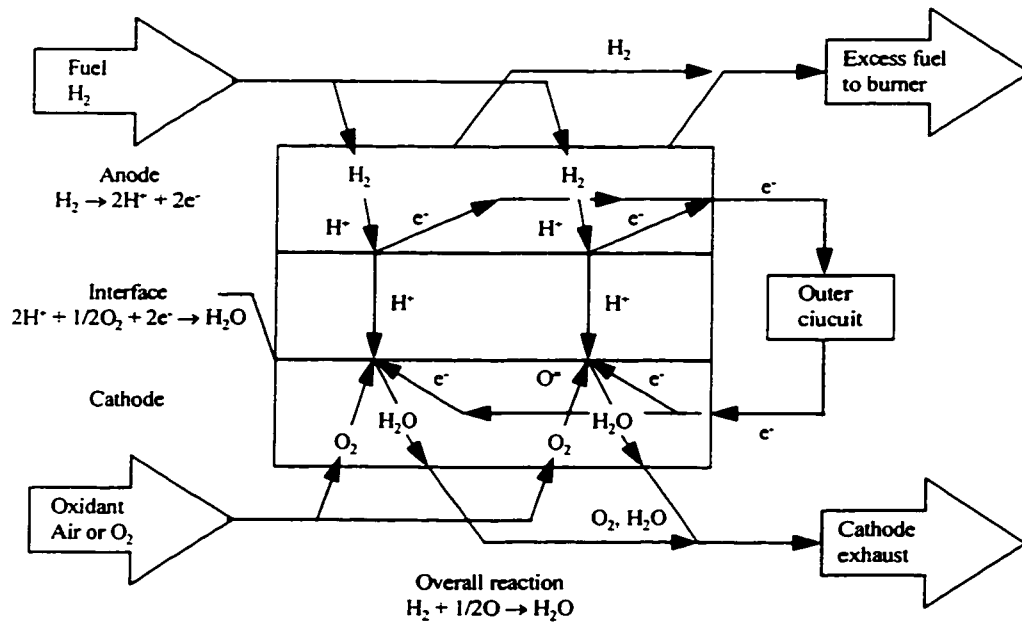 Fuel
H₂
H₂
Excess fuel
to burner
Anode
H₂ → 2H⁺ + 2e⁻
H₂
H₂
e⁻
H⁺
e⁻
H⁺
e⁻
Interface
2H⁺ + 1/2O₂ + 2e⁻ → H₂O
H⁺
H⁺
Outer
ciucuit
Cathode
e⁻
O⁼
e⁻
H₂O
H₂O
O₂
O₂
e⁻
Oxidant
Air or O₂
O₂, H₂O
Cathode
exhaust
Overall reaction
H₂ + 1/2O → H₂O